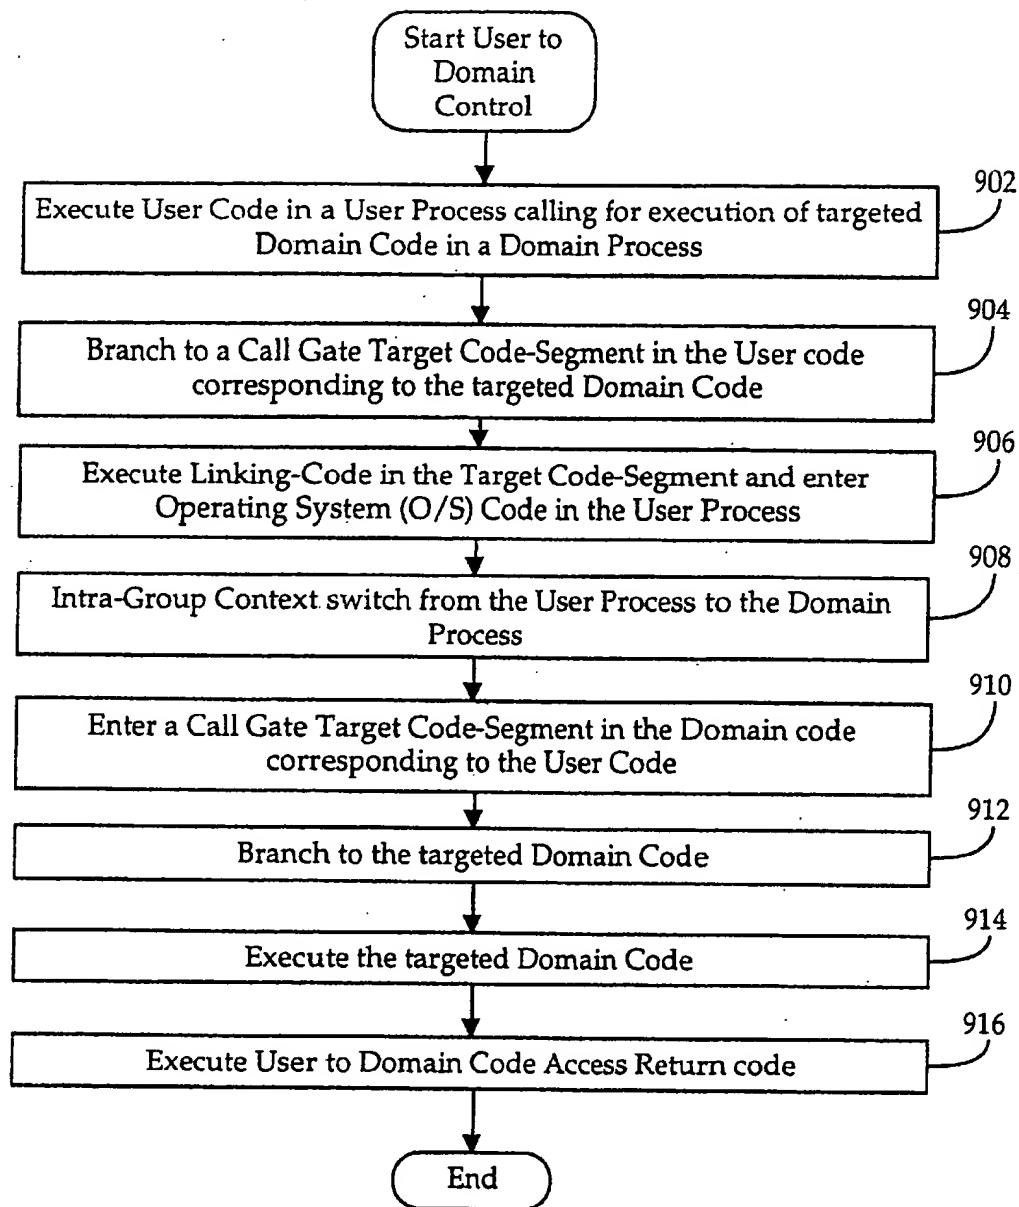 Start User to
Domain
Control
902
Execute User Code in a User Process calling for execution of targeted
Domain Code in a Domain Process
904
Branch to a Call Gate Target Code-Segment in the User code
corresponding to the targeted Domain Code
906
Execute Linking-Code in the Target Code-Segment and enter
Operating System (O/S) Code in the User Process
908
Intra-Group Context switch from the User Process to the Domain
Process
910
Enter a Call Gate Target Code-Segment in the Domain code
corresponding to the User Code
912
Branch to the targeted Domain Code
914
Execute the targeted Domain Code
916
Execute User to Domain Code Access Return code
End